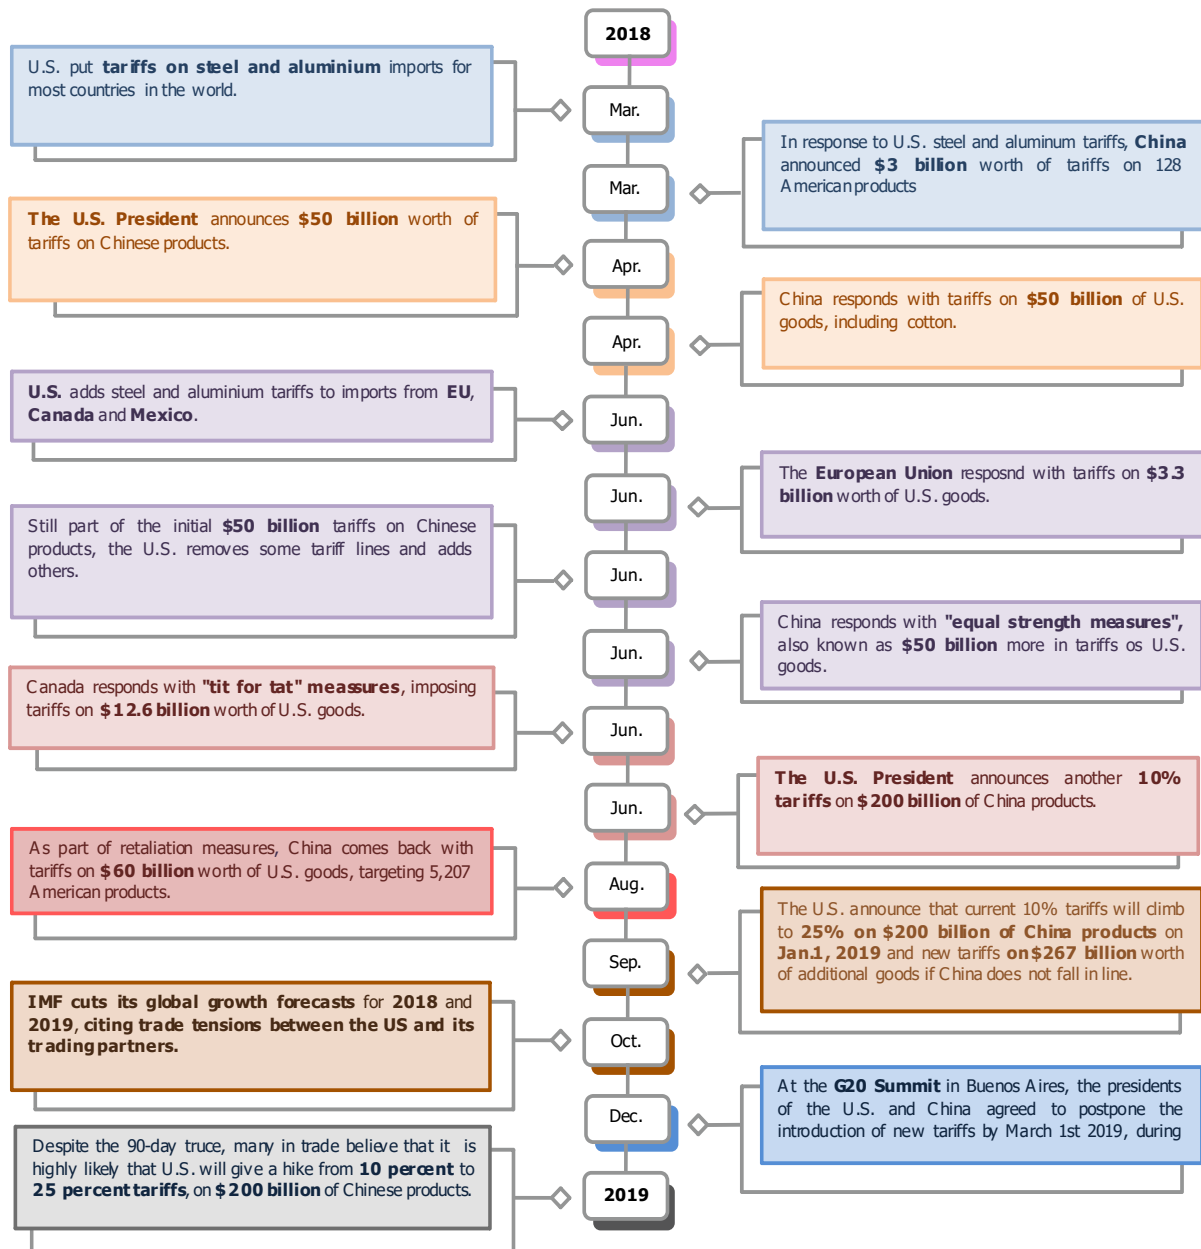 2018
U.S. put tariffs on steel and aluminium imports for
most countries in the world.
Mar.
In response to U.S. steel and aluminum tariffs, China
announced $3 billion worth of tariffs on 128
American products
Mar.
The U.S. President announces $50 billion worth of
tariffs on Chinese products.
Apr.
China responds with tariffs on $50 billion of U.S.
goods, including cotton.
Apr.
U.S. adds steel and aluminium tariffs to imports from EU,
Canada and Mexico.
Jun.
The European Union resposnd with tariffs on $3.3
billion worth of U.S. goods.
Jun.
Still part of the initial $50 billion tariffs on Chinese
products, the U.S. removes some tariff lines and adds
others.
Jun.
China responds with "equal strength measures",
also known as $50 billion more in tariffs os U.S.
goods.
Jun.
Canada responds with "tit for tat" meassures, imposing
tariffs on $12.6 billion worth of U.S. goods.
Jun.
The U.S. President announces another 10%
tariffs on $200 billion of China products.
Jun.
As part of retaliation measures, China comes back with
tariffs on $60 billion worth of U.S. goods, targeting 5,207
American products.
Aug.
The U.S. announce that current 10% tariffs will climb
to 25% on $200 billion of China products on
Jan.1, 2019 and new tariffs on $267 billion worth
of additional goods if China does not fall in line.
Sep.
IMF cuts its global growth forecasts for 2018 and
2019, citing trade tensions between the US and its
trading partners.
Oct.
At the G20 Summit in Buenos Aires, the presidents
of the U.S. and China agreed to postpone the
introduction of new tariffs by March 1st 2019, during
Dec.
Despite the 90-day truce, many in trade believe that it is
highly likely that U.S. will give a hike from 10 percent to
25 percent tariffs, on $200 billion of Chinese products.
2019